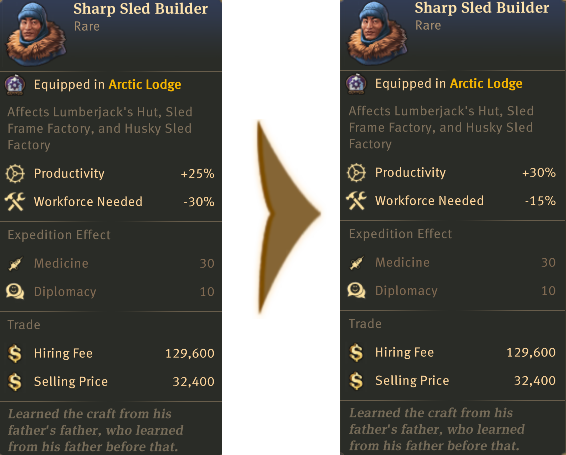 Sharp Sled Builder
Rare
Equipped in Arctic Lodge
Affects Lumberjack's Hut, Sled
Frame Factory, and Husky Sled
Factory
Productivity +25%
Workforce Needed -30%
Expedition Effect
Medicine 30
Diplomacy 10
Trade
Hiring Fee 129,600
Selling Price 32,400
Learned the craft from his
father's father, who learned
from his father before that.
Sharp Sled Builder
Rare
Equipped in Arctic Lodge
Affects Lumberjack's Hut, Sled
Frame Factory, and Husky Sled
Factory
Productivity +30%
Workforce Needed -15%
Expedition Effect
Medicine 30
Diplomacy 10
Trade
Hiring Fee 129,600
Selling Price 32,400
Learned the craft from his
father's father, who learned
from his father before that.